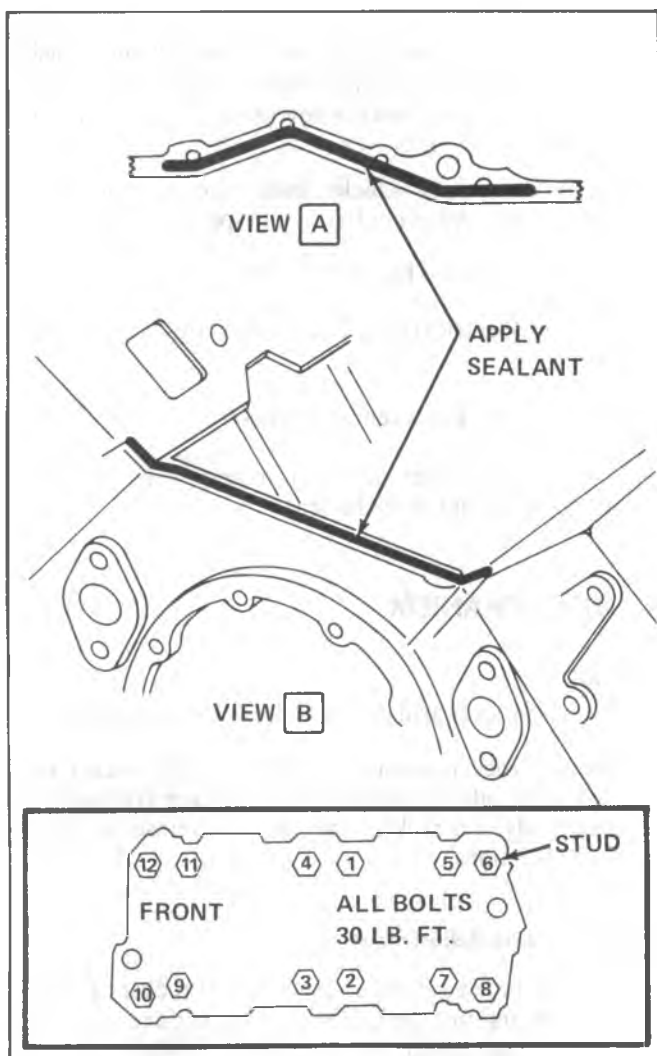 VIEW A
APPLY
SEALANT
VIEW B
12 11 4 1 5 6 STUD
FRONT ALL BOLTS
30 LB. FT.
10 9 3 2 7 8